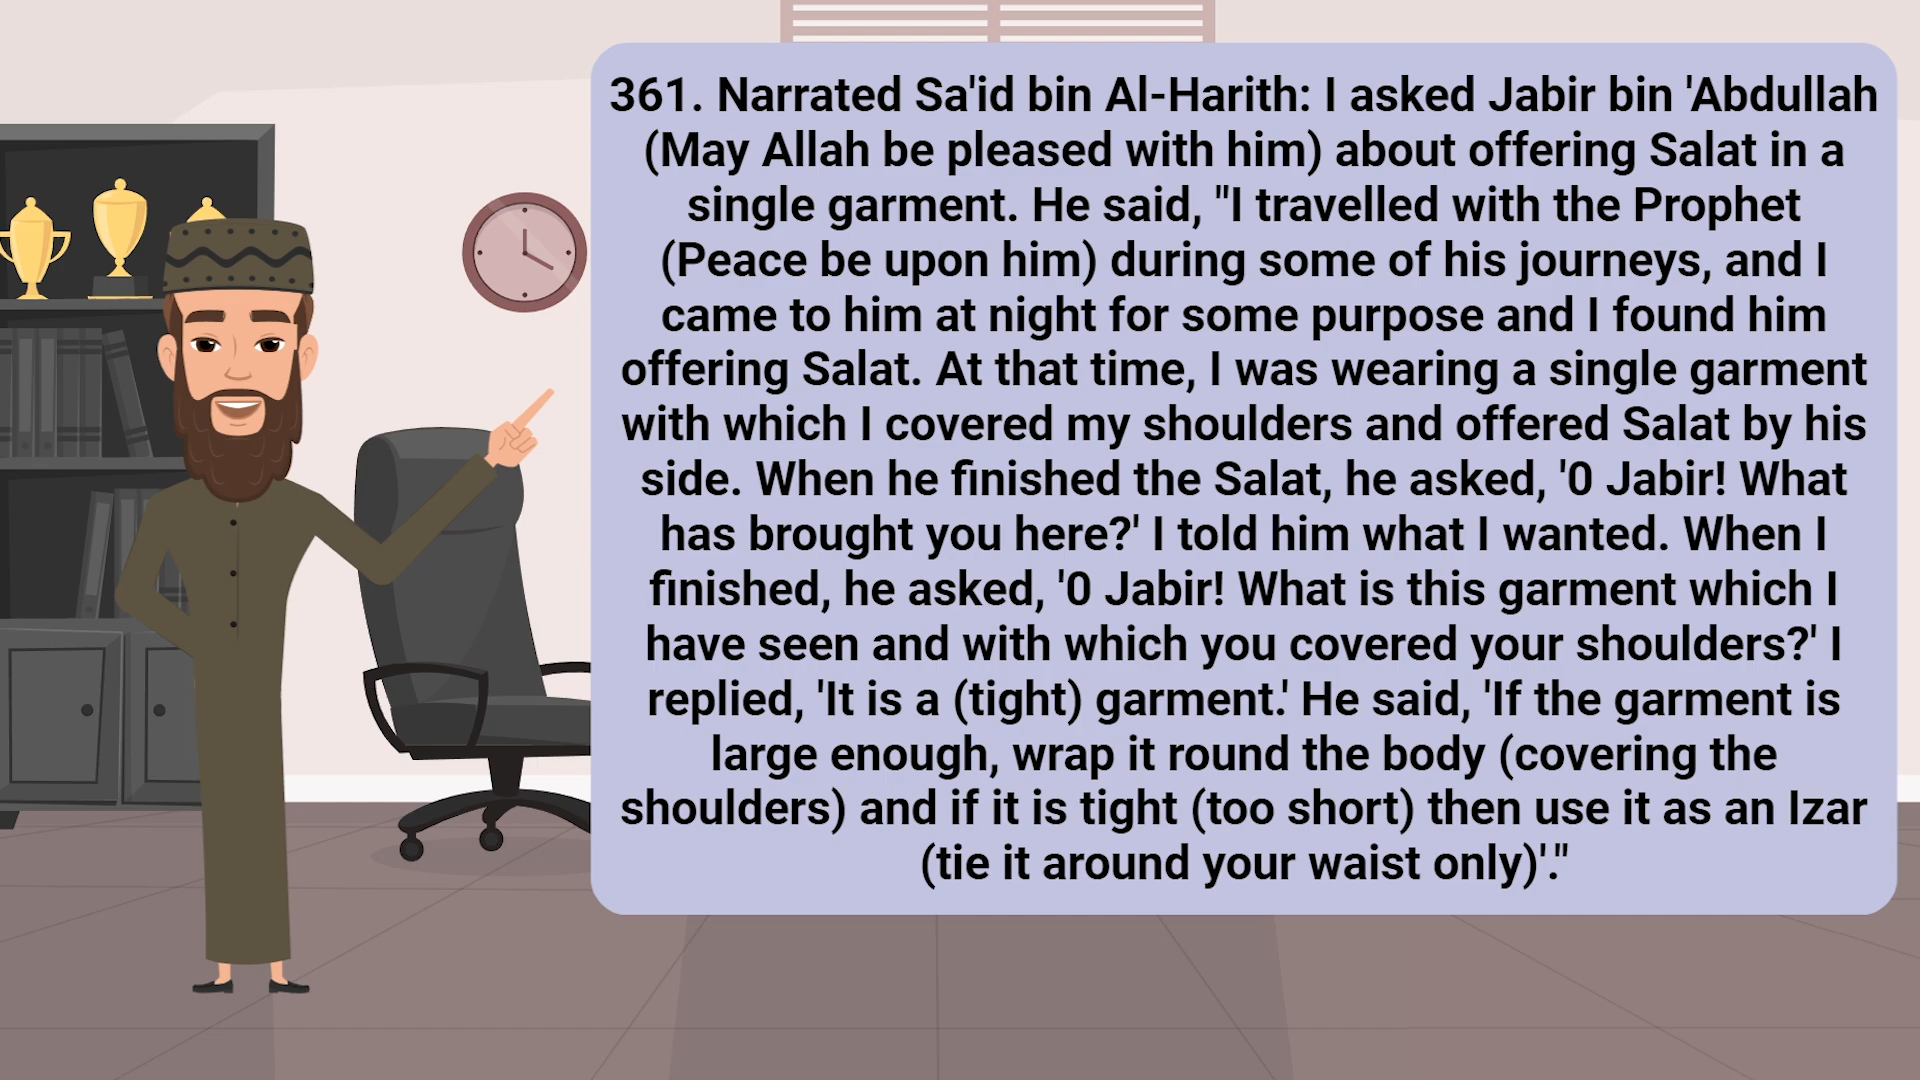 361. Narrated Sa'id bin Al-Harith: I asked Jabir bin 'Abdullah
(May Allah be pleased with him) about offering Salat in a
single garment. He said, "I travelled with the Prophet
(Peace be upon him) during some of his journeys, and I
came to him at night for some purpose and I found him
offering Salat. At that time, I was wearing a single garment
with which I covered my shoulders and offered Salat by his
side. When he finished the Salat, he asked, '0 Jabir! What
has brought you here?' I told him what I wanted. When I
finished, he asked, '0 Jabir! What is this garment which I
have seen and with which you covered your shoulders?' I
replied, 'It is a (tight) garment.' He said, 'If the garment is
large enough, wrap it round the body (covering the
shoulders) and if it is tight (too short) then use it as an Izar
(tie it around your waist only)'."